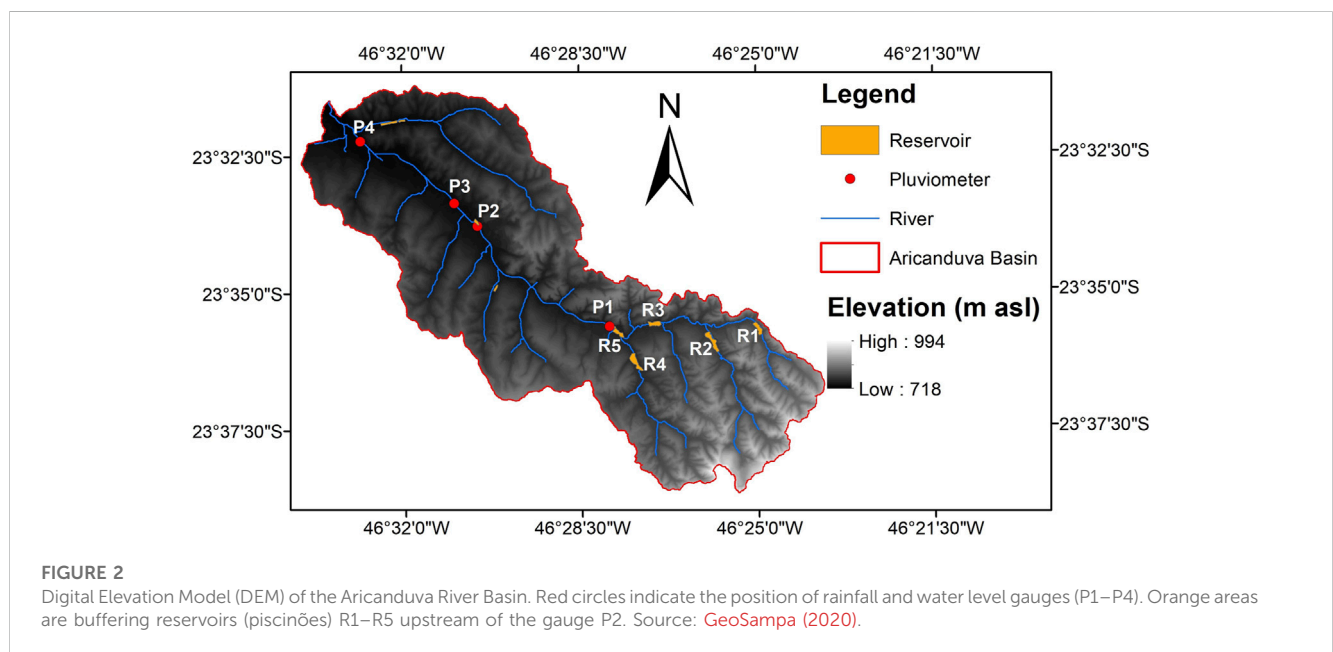 46°32'0"W 46°28'30"W 46°25'0"W 46°21'30"W
N
Legend
Reservoir
Pluviometer
River
Aricanduva Basin
Elevation (m asl)
High : 994
Low : 718
23°32'30"S 23°32'30"S
23°35'0"S 23°35'0"S
23°37'30"S 23°37'30"S
P4
P3
P2
P1
R3
R5
R4
R2
R1
46°32'0"W 46°28'30"W 46°25'0"W 46°21'30"W
FIGURE 2
Digital Elevation Model (DEM) of the Aricanduva River Basin. Red circles indicate the position of rainfall and water level gauges (P1–P4). Orange areas
are buffering reservoirs (piscinões) R1–R5 upstream of the gauge P2. Source: GeoSampa (2020).